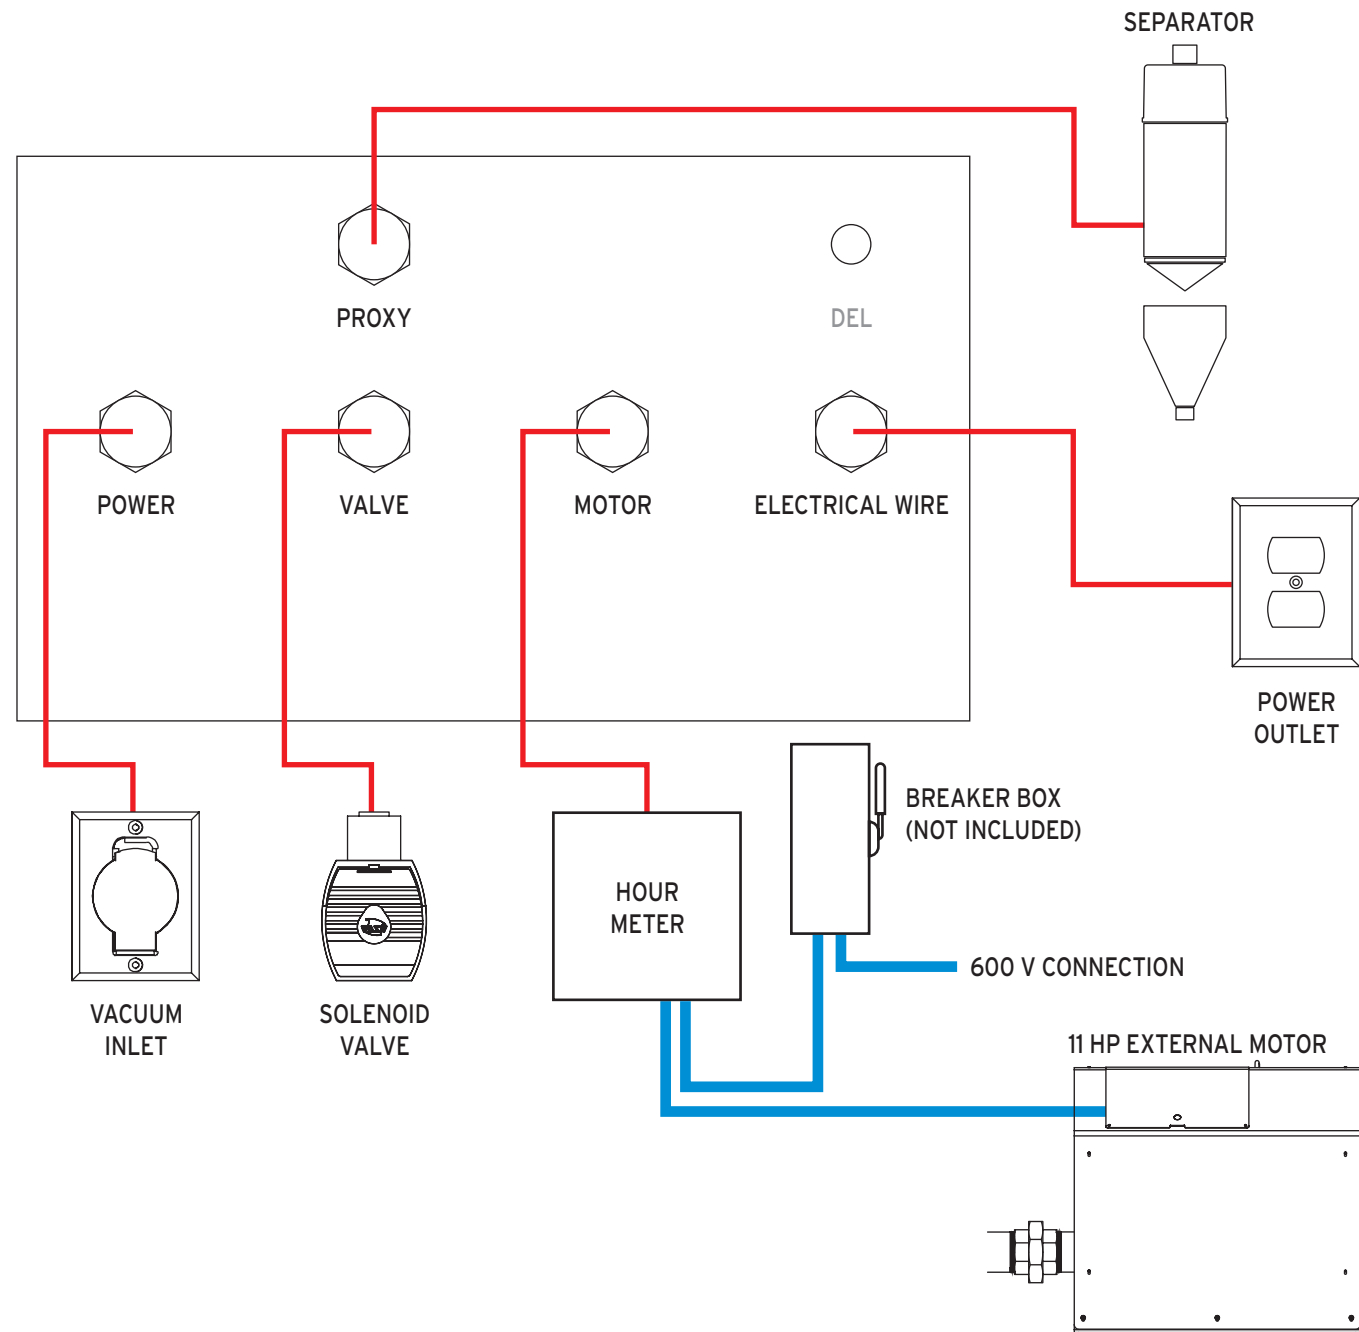 SEPARATOR
PROXY
DEL
POWER
VALVE
MOTOR
ELECTRICAL WIRE
POWER
OUTLET
BREAKER BOX
(NOT INCLUDED)
HOUR
METER
600 V CONNECTION
VACUUM
INLET
SOLENOID
VALVE
11 HP EXTERNAL MOTOR